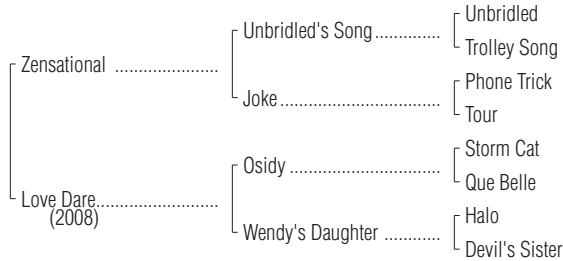 Unbridled
Unbridled's Song..............
Trolley Song
Zensational ......................
Phone Trick
Joke...................................
Tour
Storm Cat
Osidy .................................
Que Belle
Love Dare..........................
(2008)
Halo
Wendy's Daughter ............
Devil's Sister